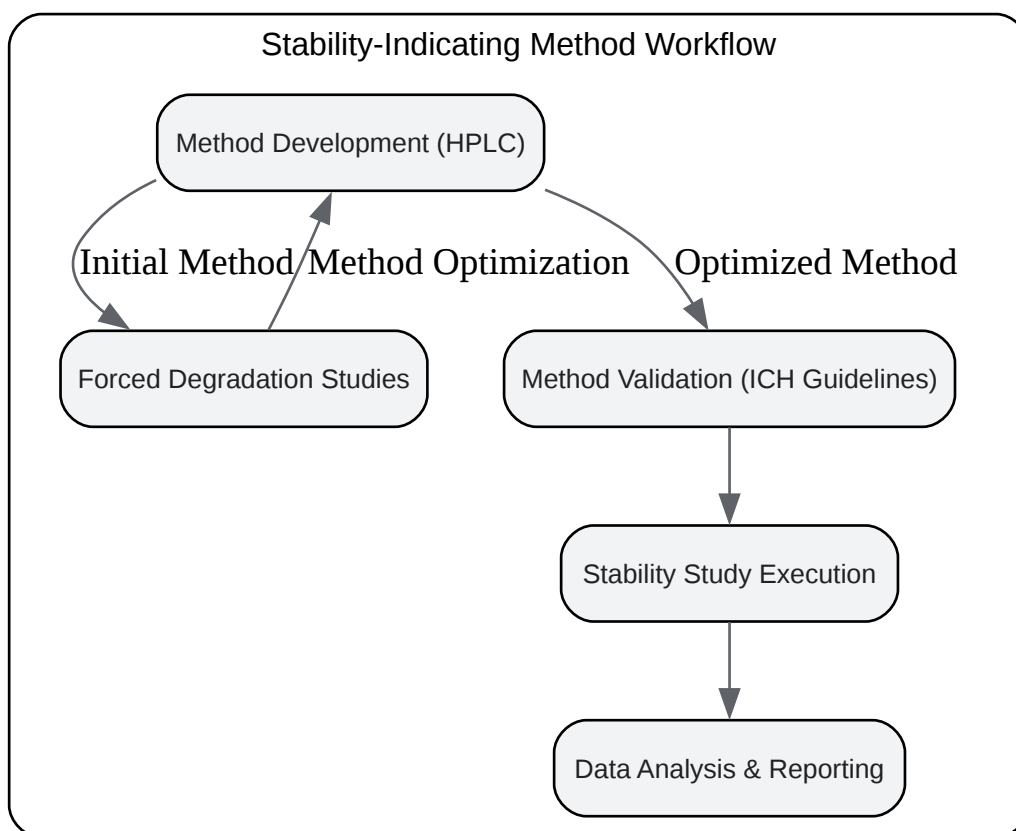 Stability-Indicating Method Workflow
Method Development (HPLC)
Initial Method
Method Optimization
Optimized Method
Forced Degradation Studies
Method Validation (ICH Guidelines)
Stability Study Execution
Data Analysis & Reporting